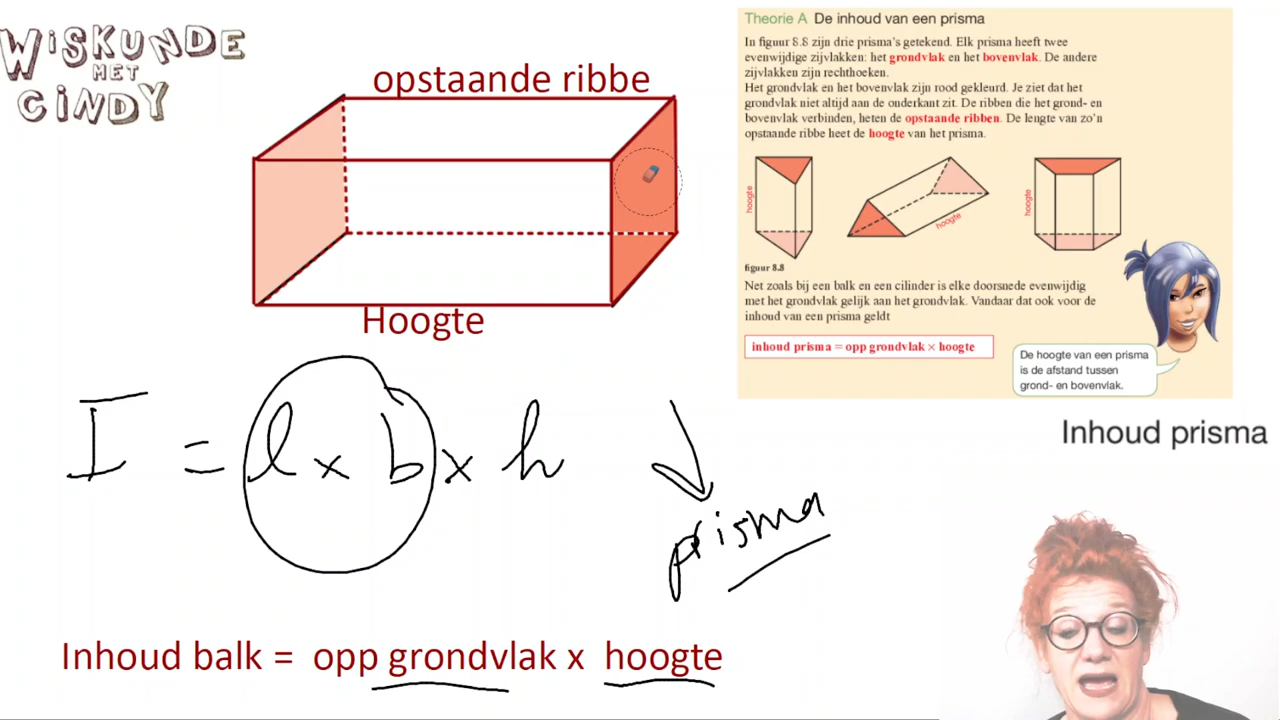 WiSKUNDE
MET
CiNDY
opstaande ribbe
Hoogte
I = l x b x h
prisma
Inhoud balk = opp grondvlak x hoogte
Theorie A De inhoud van een prisma
In figuur 8.8 zijn drie prisma's getekend. Elk prisma heeft twee
evenwijdige zijvlakken: het grondvlak en het bovenvlak. De andere
zijvlakken zijn rechthoeken.
Het grondvlak en het bovenvlak zijn rood gekleurd. Je ziet dat het
grondvlak niet altijd aan de onderkant zit. De ribben die het grond- en
bovenvlak verbinden, heten de opstaande ribben. De lengte van zo'n
opstaande ribbe heet de hoogte van het prisma.
hoogte
hoogte
hoogte
figuur 8.8
Net zoals bij een balk en een cilinder is elke doorsnede evenwijdig
met het grondvlak gelijk aan het grondvlak. Vandaar dat ook voor de
inhoud van een prisma geldt
inhoud prisma = opp grondvlak × hoogte
De hoogte van een prisma
is de afstand tussen
grond- en bovenvlak.
Inhoud prisma